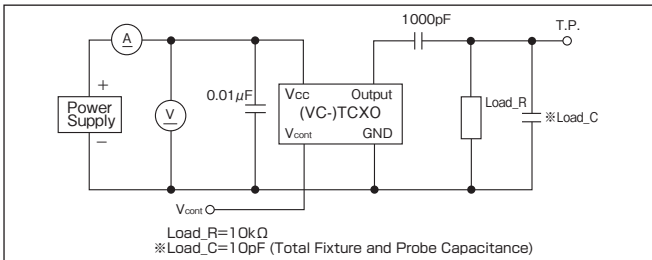 1000pF
T.P.
A
+
Power
Supply
−
V
0.01μF
Vcc Output
(VC-)TCXO
Vcont GND
Load_R
※Load_C
Vcont
Load_R=10kΩ
※Load_C=10pF (Total Fixture and Probe Capacitance)